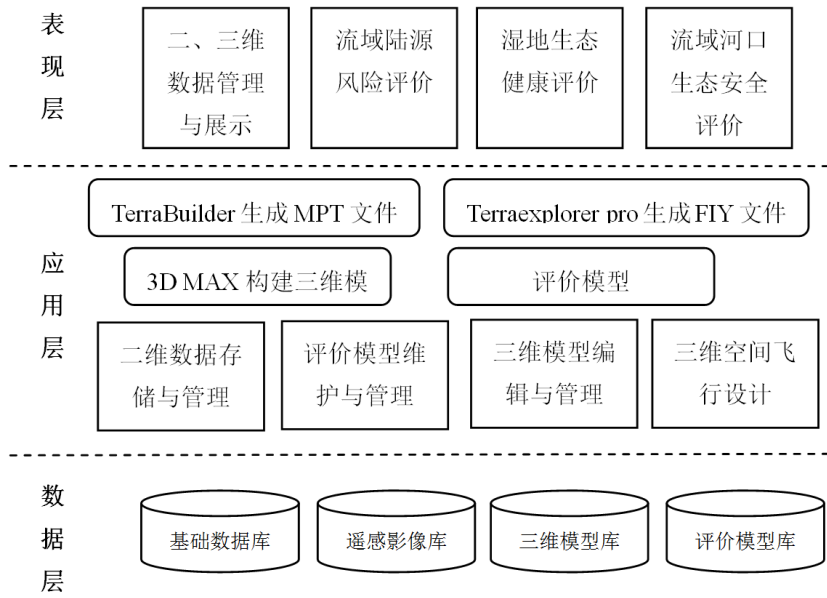 表现层
二、三维
数据管理
与展示
流域陆源
风险评价
湿地生态
健康评价
流域河口
生态安全
评价
应用层
TerraBuilder 生成 MPT 文件
Terraexplorer pro 生成 FIY 文件
3D MAX 构建三维模
评价模型
二维数据存
储与管理
评价模型维
护与管理
三维模型编
辑与管理
三维空间飞
行设计
数据层
基础数据库
遥感影像库
三维模型库
评价模型库